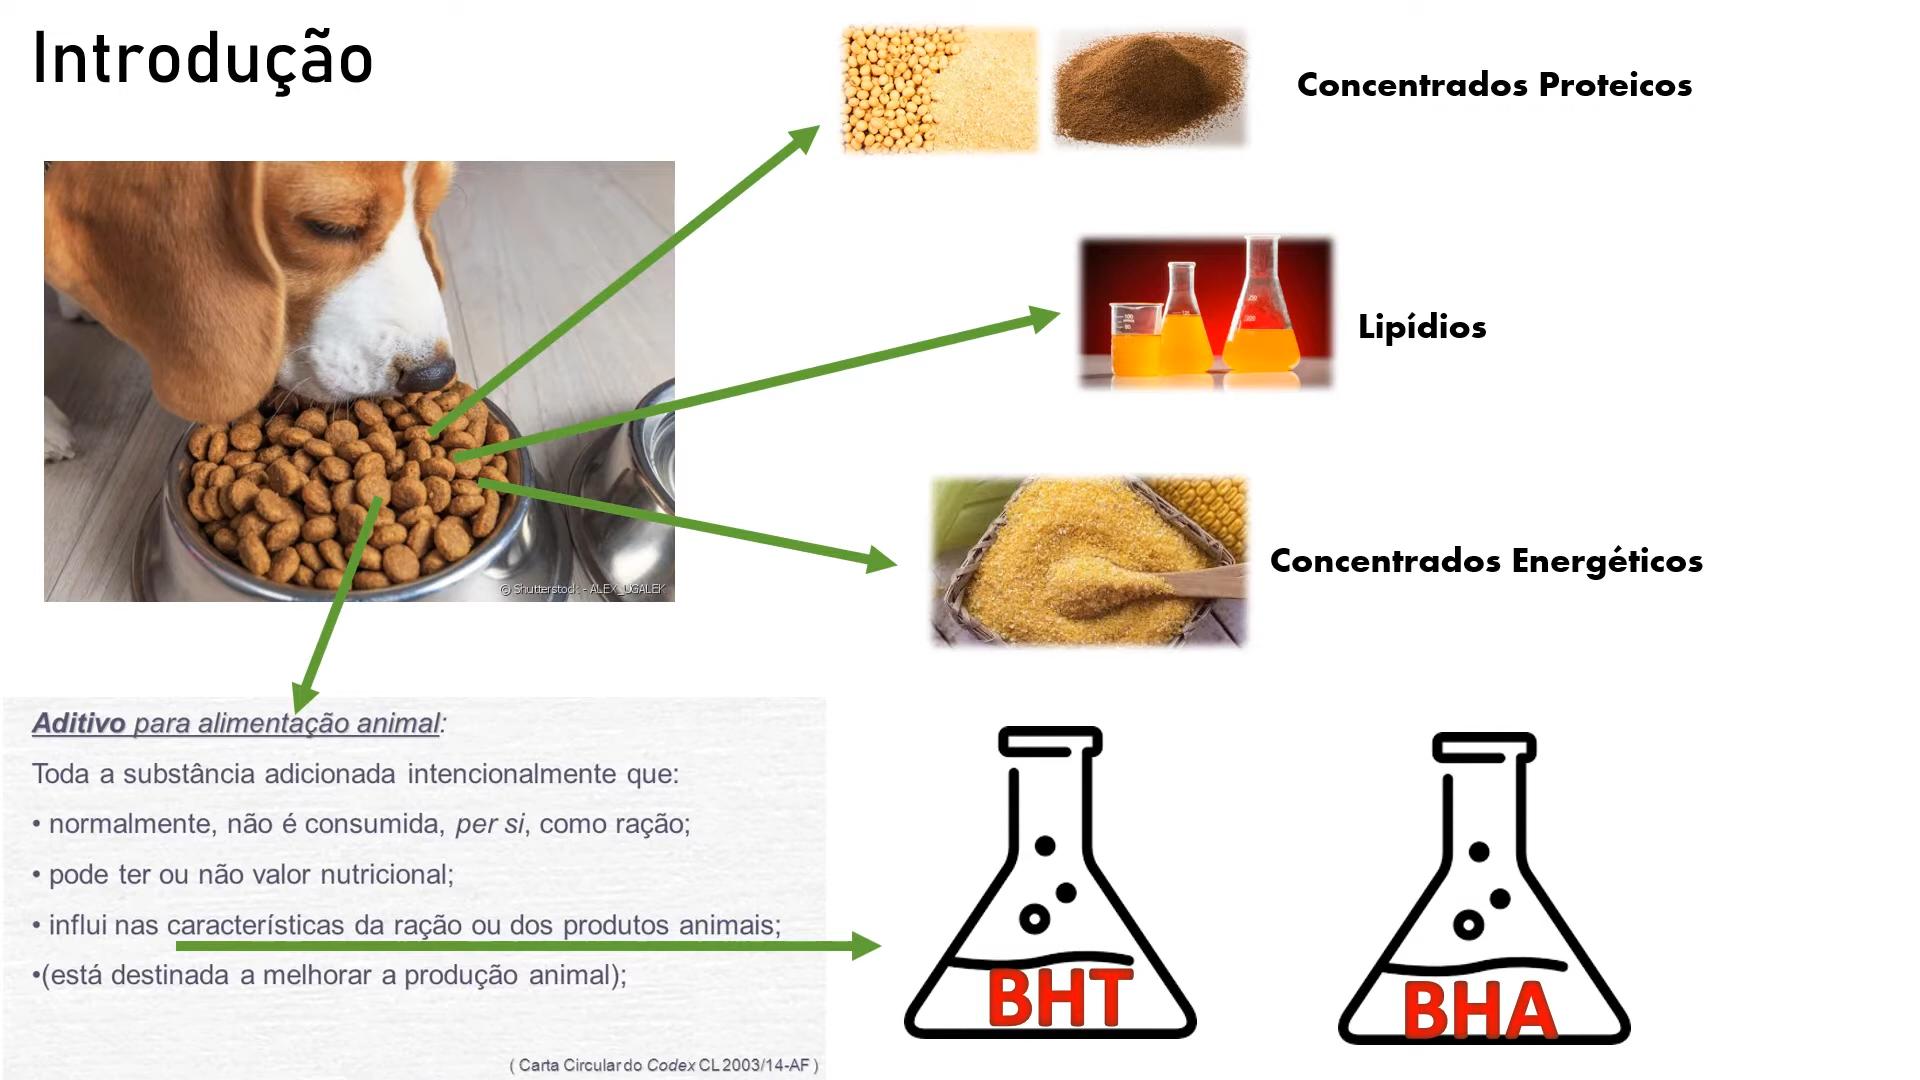 Introdução
Concentrados Proteicos
Lipídios
Concentrados Energéticos
© Shutterstock - ALEX_UGALEK
Aditivo para alimentação animal:
Toda a substância adicionada intencionalmente que:
• normalmente, não é consumida, per si, como ração;
• pode ter ou não valor nutricional;
• influi nas características da ração ou dos produtos animais;
•(está destinada a melhorar a produção animal);
( Carta Circular do Codex CL 2003/14-AF )
BHT
BHA